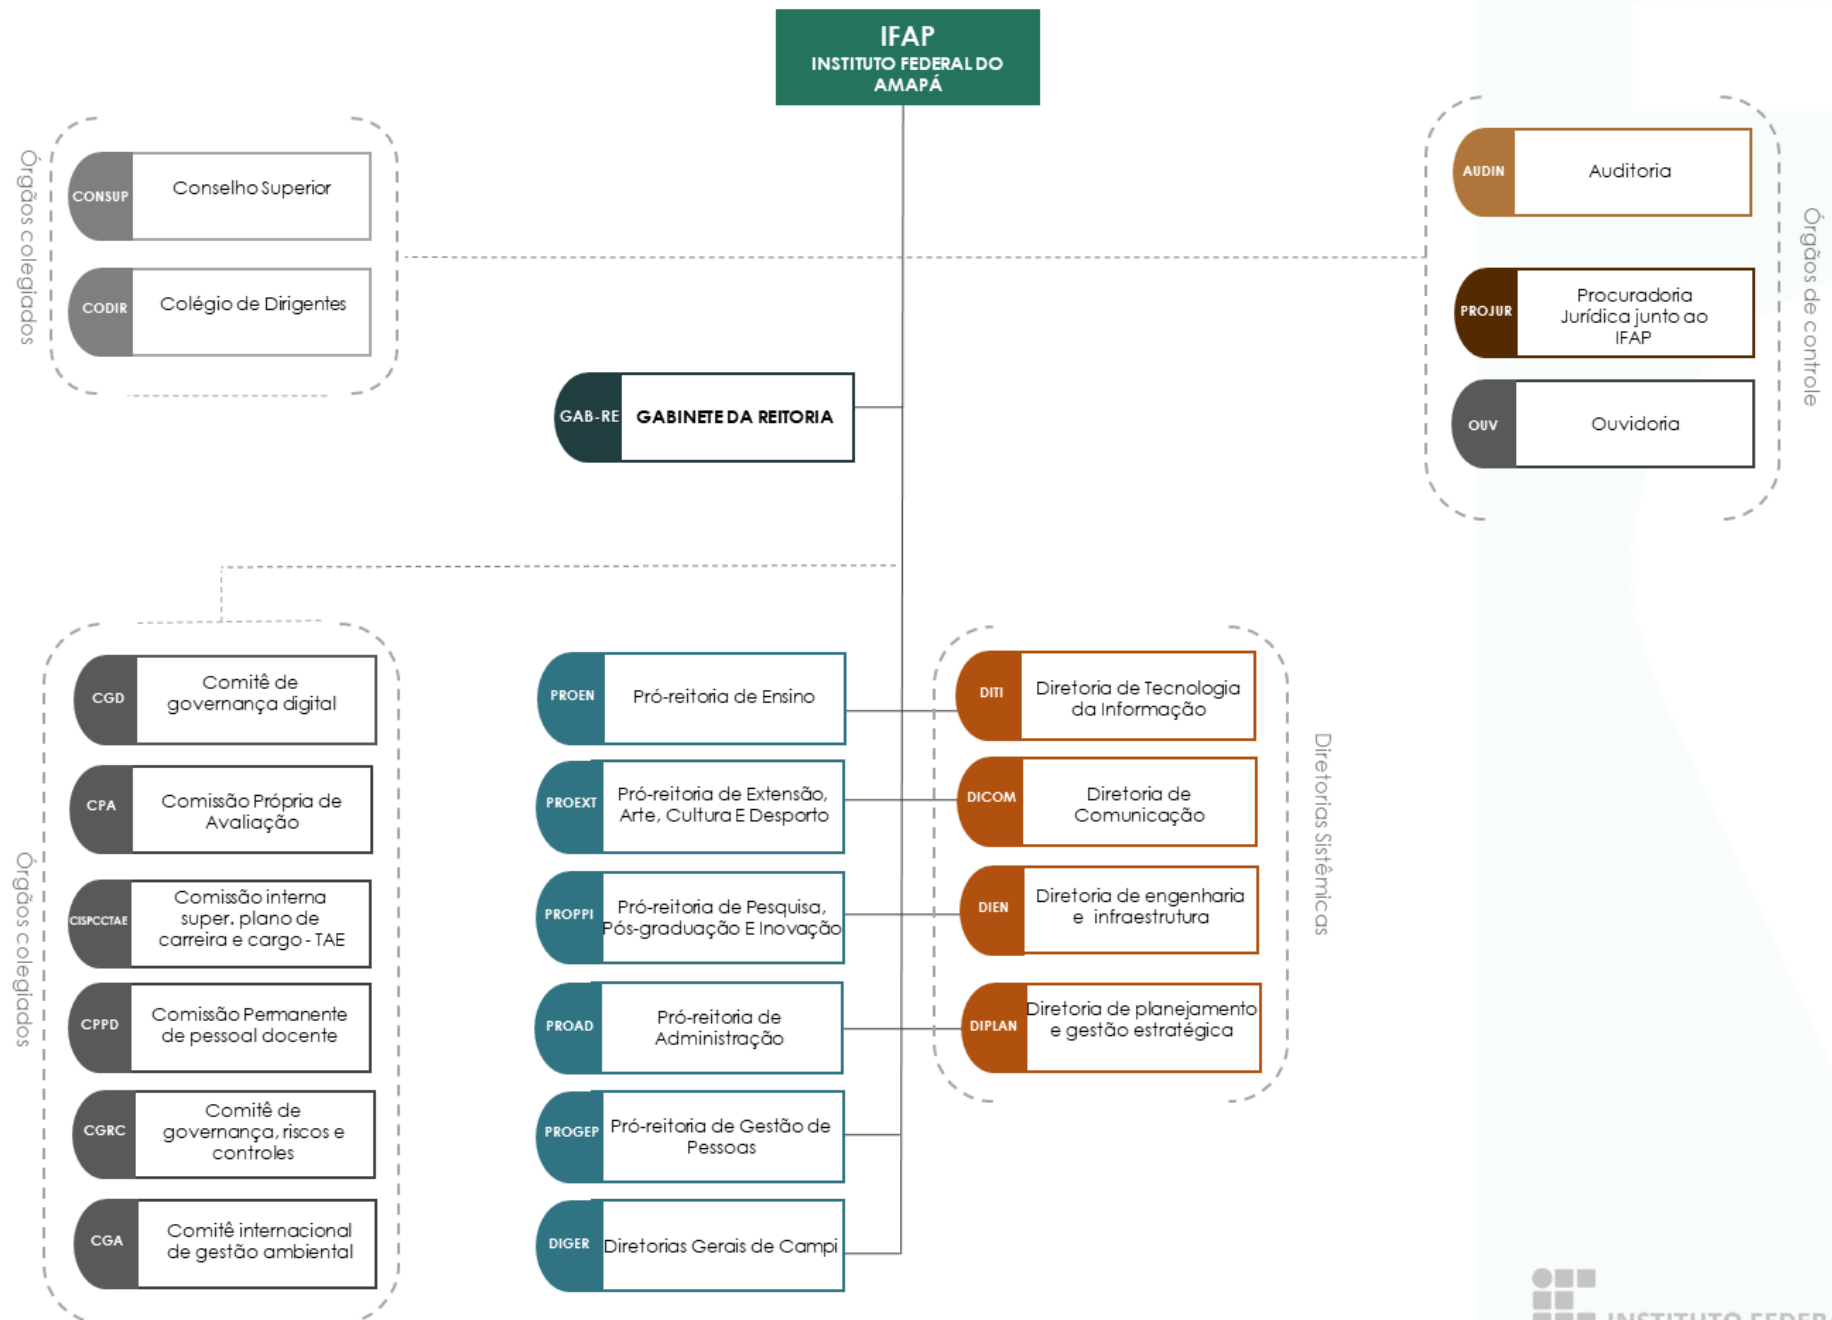 IFAP
INSTITUTO FEDERAL DO
AMAPÁ
Órgãos colegiados
CONSUP
Conselho Superior
CODIR
Colégio de Dirigentes
AUDIN
Auditoria
PROJUR
Procuradoria
Jurídica junto ao
IFAP
OUV
Ouvidoria
Órgãos de controle
GAB-RE
GABINETE DA REITORIA
Órgãos colegiados
CGD
Comitê de
governança digital
CPA
Comissão Própria de
Avaliação
CISPCCTAE
Comissão interna
super. plano de
carreira e cargo - TAE
CPPD
Comissão Permanente
de pessoal docente
CGRC
Comitê de
governança, riscos e
controles
CGA
Comitê internacional
de gestão ambiental
PROEN
Pró-reitoria de Ensino
PROEXT
Pró-reitoria de Extensão,
Arte, Cultura E Desporto
PROPPI
Pró-reitoria de Pesquisa,
Pós-graduação E Inovação
PROAD
Pró-reitoria de
Administração
PROGEP
Pró-reitoria de Gestão de
Pessoas
DIGER
Diretorias Gerais de Campi
DITI
Diretoria de Tecnologia
da Informação
DICOM
Diretoria de
Comunicação
DIEN
Diretoria de engenharia
e infraestrutura
DIPLAN
Diretoria de planejamento
e gestão estratégica
Diretorias Sistêmicas
INSTITUTO